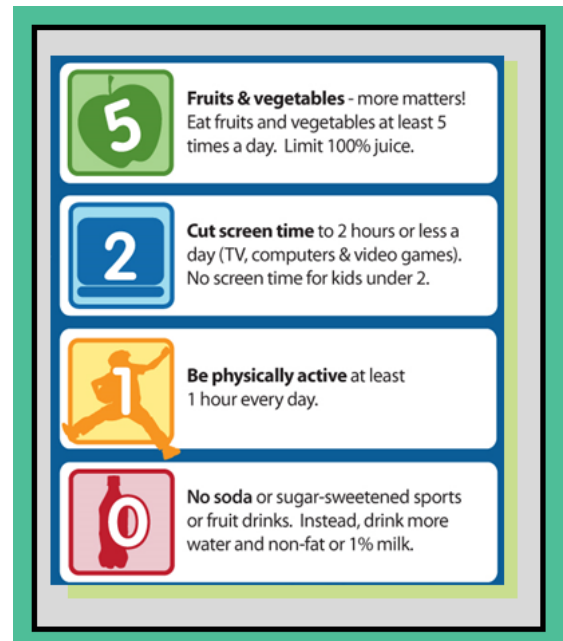 5
Fruits & vegetables - more matters!
Eat fruits and vegetables at least 5
times a day. Limit 100% juice.
2
Cut screen time to 2 hours or less a
day (TV, computers & video games).
No screen time for kids under 2.
1
Be physically active at least
1 hour every day.
0
No soda or sugar-sweetened sports
or fruit drinks. Instead, drink more
water and non-fat or 1% milk.